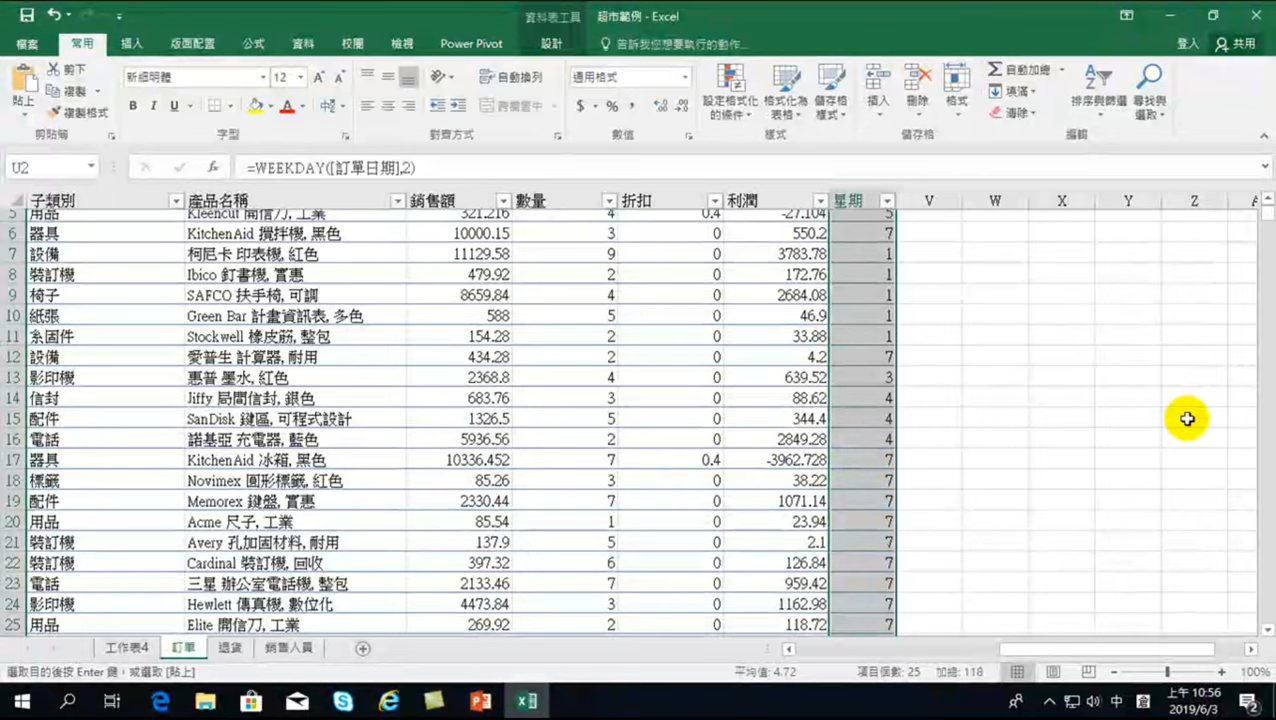 資料表工具
超市範例 - Excel
檔案 常用 插入 版面配置 公式 資料 校閱 檢視 Power Pivot 設計 告訴我您想要執行的動作... 登入 共用
貼上 剪下 複製 複製格式 剪貼簿
新細明體 12 B I U A 字型
自動換列 跨欄置中 對齊方式
通用格式 $ % , 數值
設定格式化的條件 格式化為表格 儲存格樣式 樣式
插入 刪除 格式 儲存格
自動加總 填滿 清除 排序與篩選 尋找與選取 編輯
U2 fx =WEEKDAY([訂單日期],2)
子類別 產品名稱 銷售額 數量 折扣 利潤 星期 V W X Y Z
5 用品 Kleencut 開信刀, 工業 321.216 4 0.4 -27.104 5
6 器具 KitchenAid 攪拌機, 黑色 10000.15 3 0 550.2 7
7 設備 柯尼卡 印表機, 紅色 11129.58 9 0 3783.78 1
8 裝訂機 Ibico 釘書機, 實惠 479.92 2 0 172.76 1
9 椅子 SAFCO 扶手椅, 可調 8659.84 4 0 2684.08 1
10 紙張 Green Bar 計畫資訊表, 多色 588 5 0 46.9 1
11 系固件 Stockwell 橡皮筋, 整包 154.28 2 0 33.88 1
12 設備 愛普生 計算器, 耐用 434.28 2 0 4.2 7
13 影印機 惠普 墨水, 紅色 2368.8 4 0 639.52 3
14 信封 Jiffy 局間信封, 銀色 683.76 3 0 88.62 4
15 配件 SanDisk 鍵區, 可程式設計 1326.5 5 0 344.4 4
16 電話 諾基亞 充電器, 藍色 5936.56 2 0 2849.28 4
17 器具 KitchenAid 冰箱, 黑色 10336.452 7 0.4 -3962.728 7
18 標籤 Novimex 圓形標籤, 紅色 85.26 3 0 38.22 7
19 配件 Memorex 鍵盤, 實惠 2330.44 7 0 1071.14 7
20 用品 Acme 尺子, 工業 85.54 1 0 23.94 7
21 裝訂機 Avery 孔加固材料, 耐用 137.9 5 0 2.1 7
22 裝訂機 Cardinal 裝訂機, 回收 397.32 6 0 126.84 7
23 電話 三星 辦公室電話機, 整包 2133.46 7 0 959.42 7
24 影印機 Hewlett 傳真機, 數位化 4473.84 3 0 1162.98 7
25 用品 Elite 開信刀, 工業 269.92 2 0 118.72 7
工作表4 訂單 退貨 銷售人員
選取目的後按 Enter 鍵，或選取 [貼上] 平均值: 4.72 項目個數: 25 加總: 118 100%
中 上午 10:56
2019/6/3 2